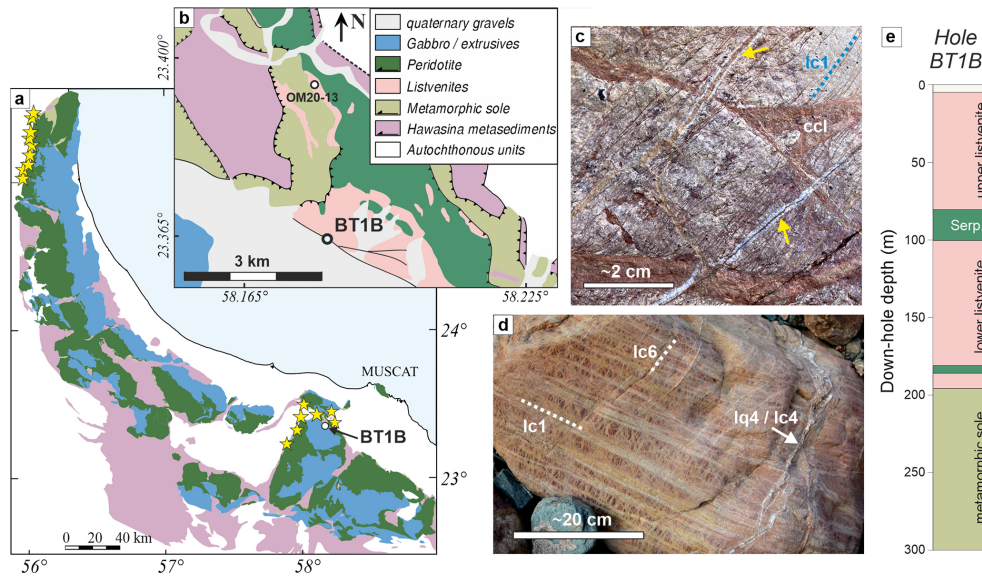 a
24°
23°
MUSCAT
BT1B
0 20 40 km
56°
57°
58°
b
N
23.400°
23.365°
OM20-13
BT1B
3 km
58.165°
58.225°
quaternary gravels
Gabbro / extrusives
Peridotite
Listvenites
Metamorphic sole
Hawasina metasediments
Autochthonous units
c
lc1
ccl
~2 cm
d
lc6
lc1
lq4 / lc4
~20 cm
e
Hole
BT1B
Down-hole depth (m)
0
50
100
150
200
250
300
upper listvenite
Serp.
lower listvenite
metamorphic sole